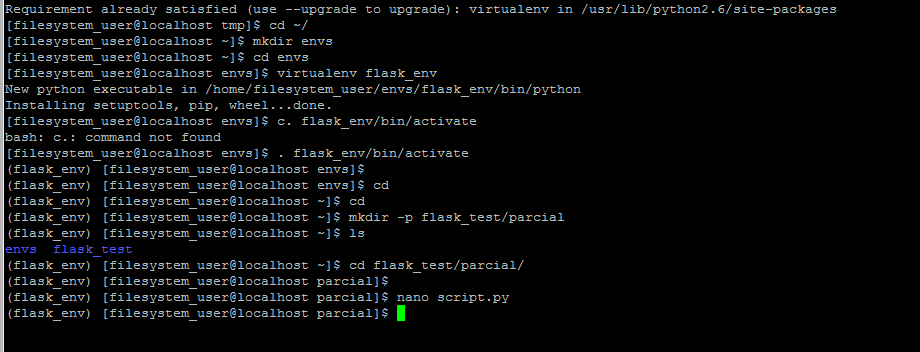 Requirement already satisfied (use --upgrade to upgrade): virtualenv in /usr/lib/python2.6/site-packages
[filesystem_user@localhost tmp]$ cd ~/
[filesystem_user@localhost ~]$ mkdir envs
[filesystem_user@localhost ~]$ cd envs
[filesystem_user@localhost envs]$ virtualenv flask_env
New python executable in /home/filesystem_user/envs/flask_env/bin/python
Installing setuptools, pip, wheel...done.
[filesystem_user@localhost envs]$ c. flask_env/bin/activate
bash: c.: command not found
[filesystem_user@localhost envs]$ . flask_env/bin/activate
(flask_env) [filesystem_user@localhost envs]$
(flask_env) [filesystem_user@localhost envs]$ cd
(flask_env) [filesystem_user@localhost ~]$ cd
(flask_env) [filesystem_user@localhost ~]$ mkdir -p flask_test/parcial
(flask_env) [filesystem_user@localhost ~]$ ls
envs  flask_test
(flask_env) [filesystem_user@localhost ~]$ cd flask_test/parcial/
(flask_env) [filesystem_user@localhost parcial]$
(flask_env) [filesystem_user@localhost parcial]$ nano script.py
(flask_env) [filesystem_user@localhost parcial]$